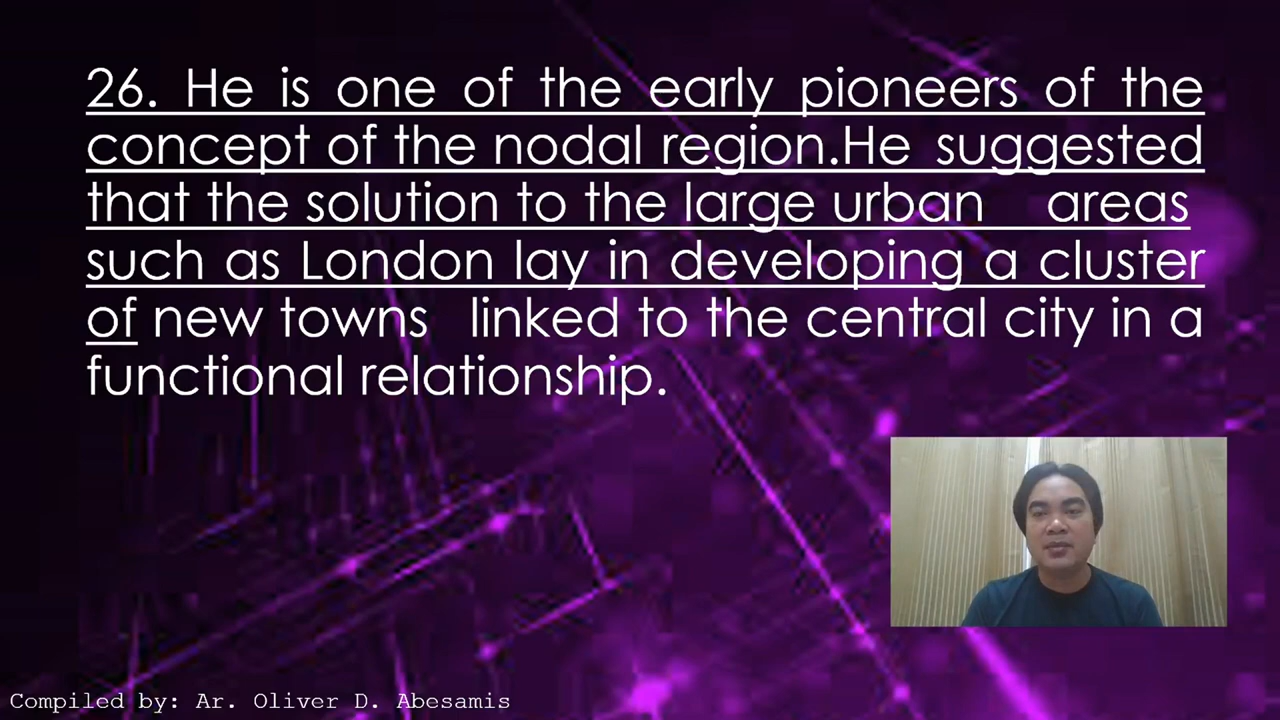 26. He is one of the early pioneers of the
concept of the nodal region.He suggested
that the solution to the large urban areas
such as London lay in developing a cluster
of new towns linked to the central city in a
functional relationship.
Compiled by: Ar. Oliver D. Abesamis